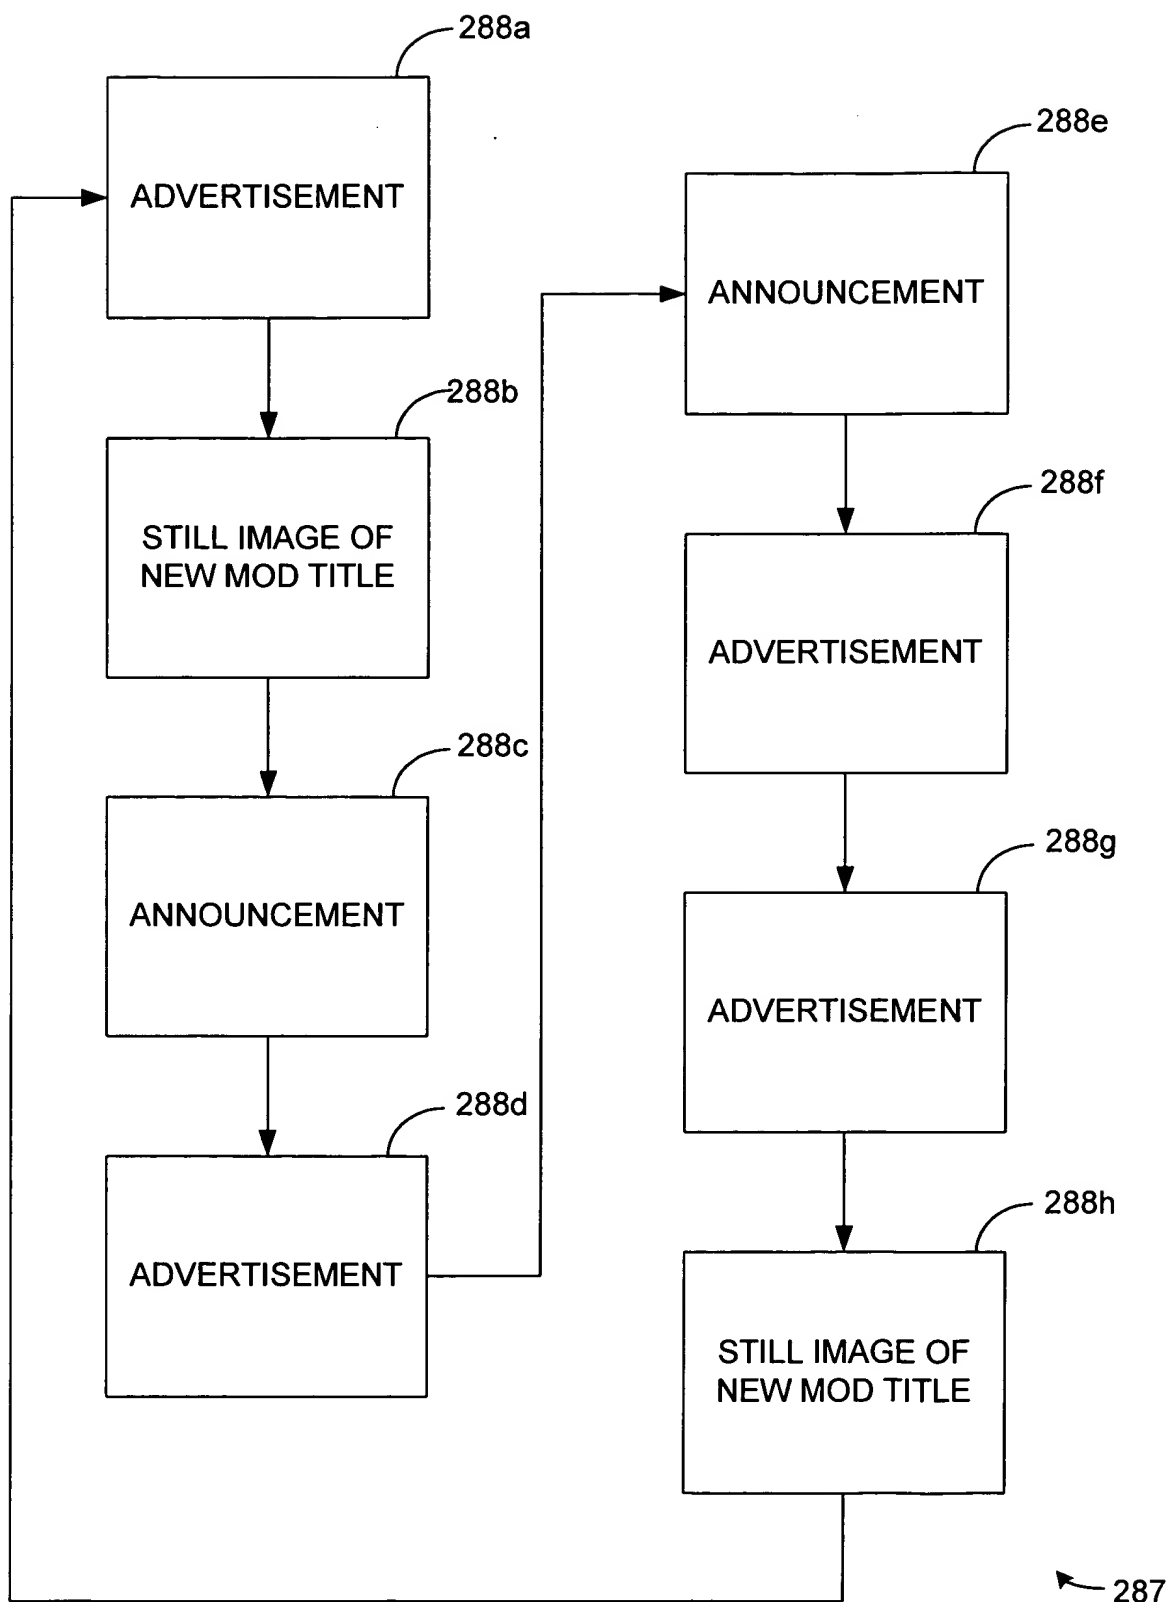 288a
ADVERTISEMENT
288b
STILL IMAGE OF
NEW MOD TITLE
288c
ANNOUNCEMENT
288d
ADVERTISEMENT
288e
ANNOUNCEMENT
288f
ADVERTISEMENT
288g
ADVERTISEMENT
288h
STILL IMAGE OF
NEW MOD TITLE
287